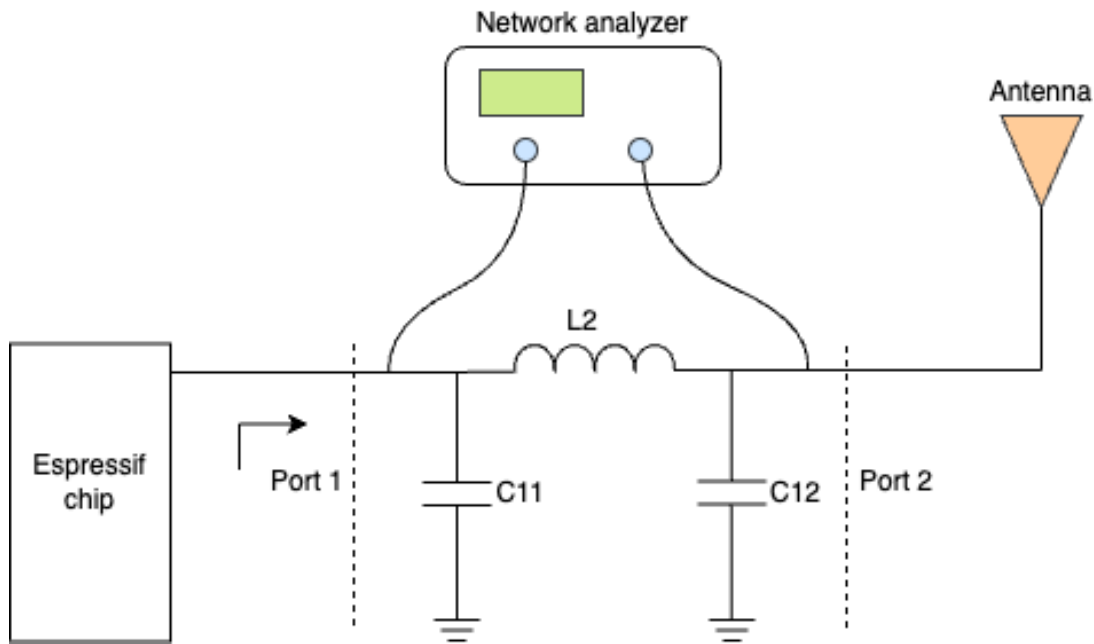 Network analyzer
Antenna
L2
Espressif
chip
Port 1
C11
C12
Port 2